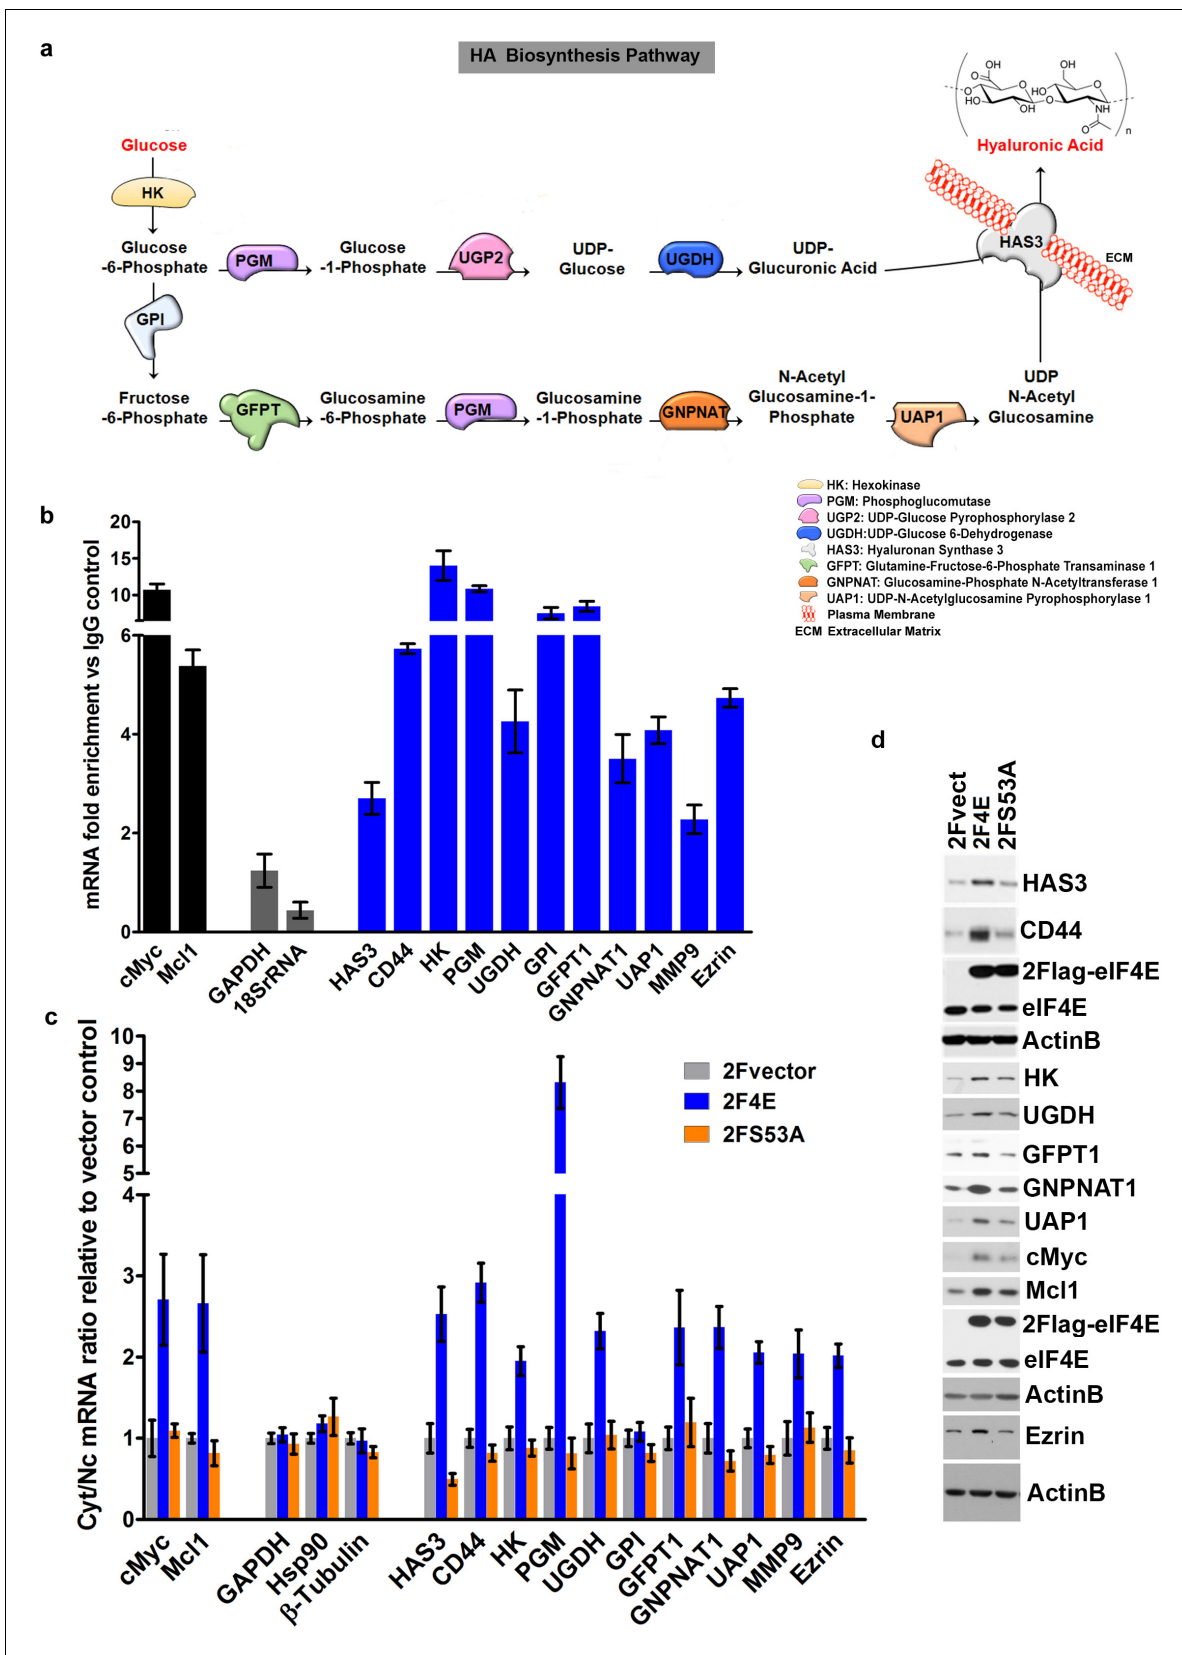 a
HA Biosynthesis Pathway
OH
O
OH
O
HO
O
OH
HO
O
O
NH
O
n
Glucose
Hyaluronic Acid
HK
Glucose
-6-Phosphate
PGM
Glucose
-1-Phosphate
UGP2
UDP-
Glucose
UGDH
UDP-
Glucuronic Acid
HAS3
ECM
GPI
Fructose
-6-Phosphate
GFPT
Glucosamine
-6-Phosphate
PGM
Glucosamine
-1-Phosphate
GNPNAT
N-Acetyl
Glucosamine-1-
Phosphate
UAP1
UDP
N-Acetyl
Glucosamine
HK: Hexokinase
PGM: Phosphoglucomutase
UGP2: UDP-Glucose Pyrophosphorylase 2
UGDH:UDP-Glucose 6-Dehydrogenase
HAS3: Hyaluronan Synthase 3
GFPT: Glutamine-Fructose-6-Phosphate Transaminase 1
GNPNAT: Glucosamine-Phosphate N-Acetyltransferase 1
UAP1: UDP-N-Acetylglucosamine Pyrophosphorylase 1
Plasma Membrane
ECM Extracellular Matrix
b
mRNA fold enrichment vs IgG control
20
15
10
6
4
2
0
cMyc
Mcl1
GAPDH
18SrRNA
HAS3
CD44
HK
PGM
UGDH
GPI
GFPT1
GNPNAT1
UAP1
MMP9
Ezrin
c
Cyt/Nc mRNA ratio relative to vector control
10
9
8
7
6
5
4
3
2
1
0
2Fvector
2F4E
2FS53A
cMyc
Mcl1
GAPDH
Hsp90
β-Tubulin
HAS3
CD44
HK
PGM
UGDH
GPI
GFPT1
GNPNAT1
UAP1
MMP9
Ezrin
d
2Fvect
2F4E
2FS53A
HAS3
CD44
2Flag-eIF4E
eIF4E
ActinB
HK
UGDH
GFPT1
GNPNAT1
UAP1
cMyc
Mcl1
2Flag-eIF4E
eIF4E
ActinB
Ezrin
ActinB